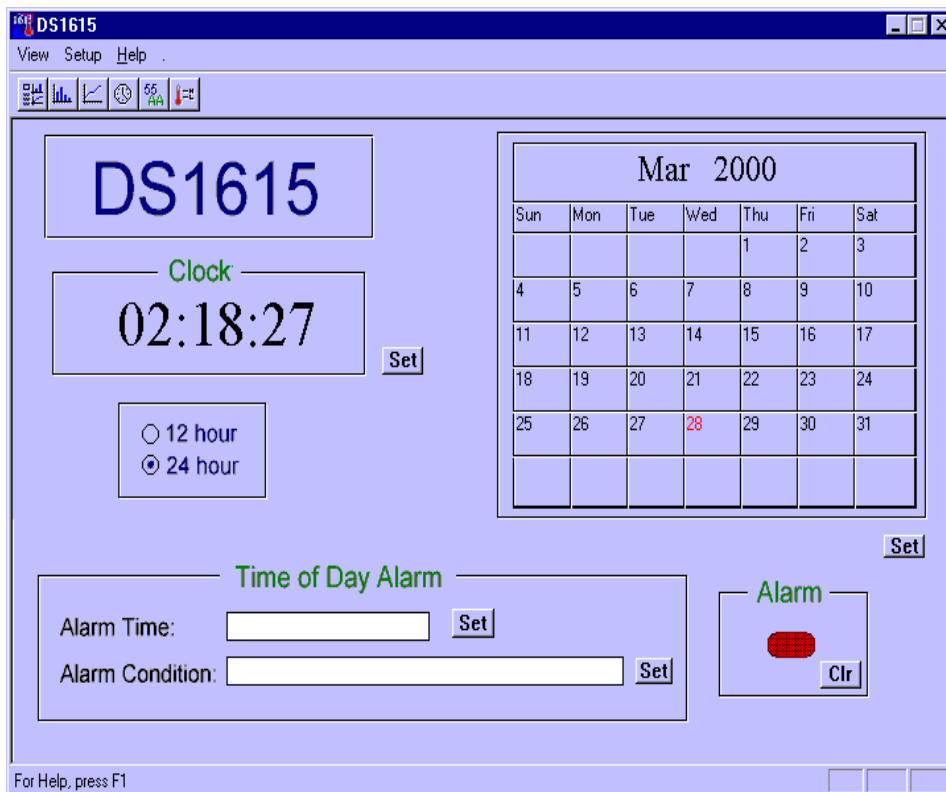 DS1615
View Setup Help .
DS1615
Clock
02:18:27
Set
12 hour
24 hour
Mar 2000
Sun Mon Tue Wed Thu Fri Sat
1 2 3
4 5 6 7 8 9 10
11 12 13 14 15 16 17
18 19 20 21 22 23 24
25 26 27 28 29 30 31
Set
Time of Day Alarm
Alarm Time:
Set
Alarm Condition:
Set
Alarm
Clr
For Help, press F1